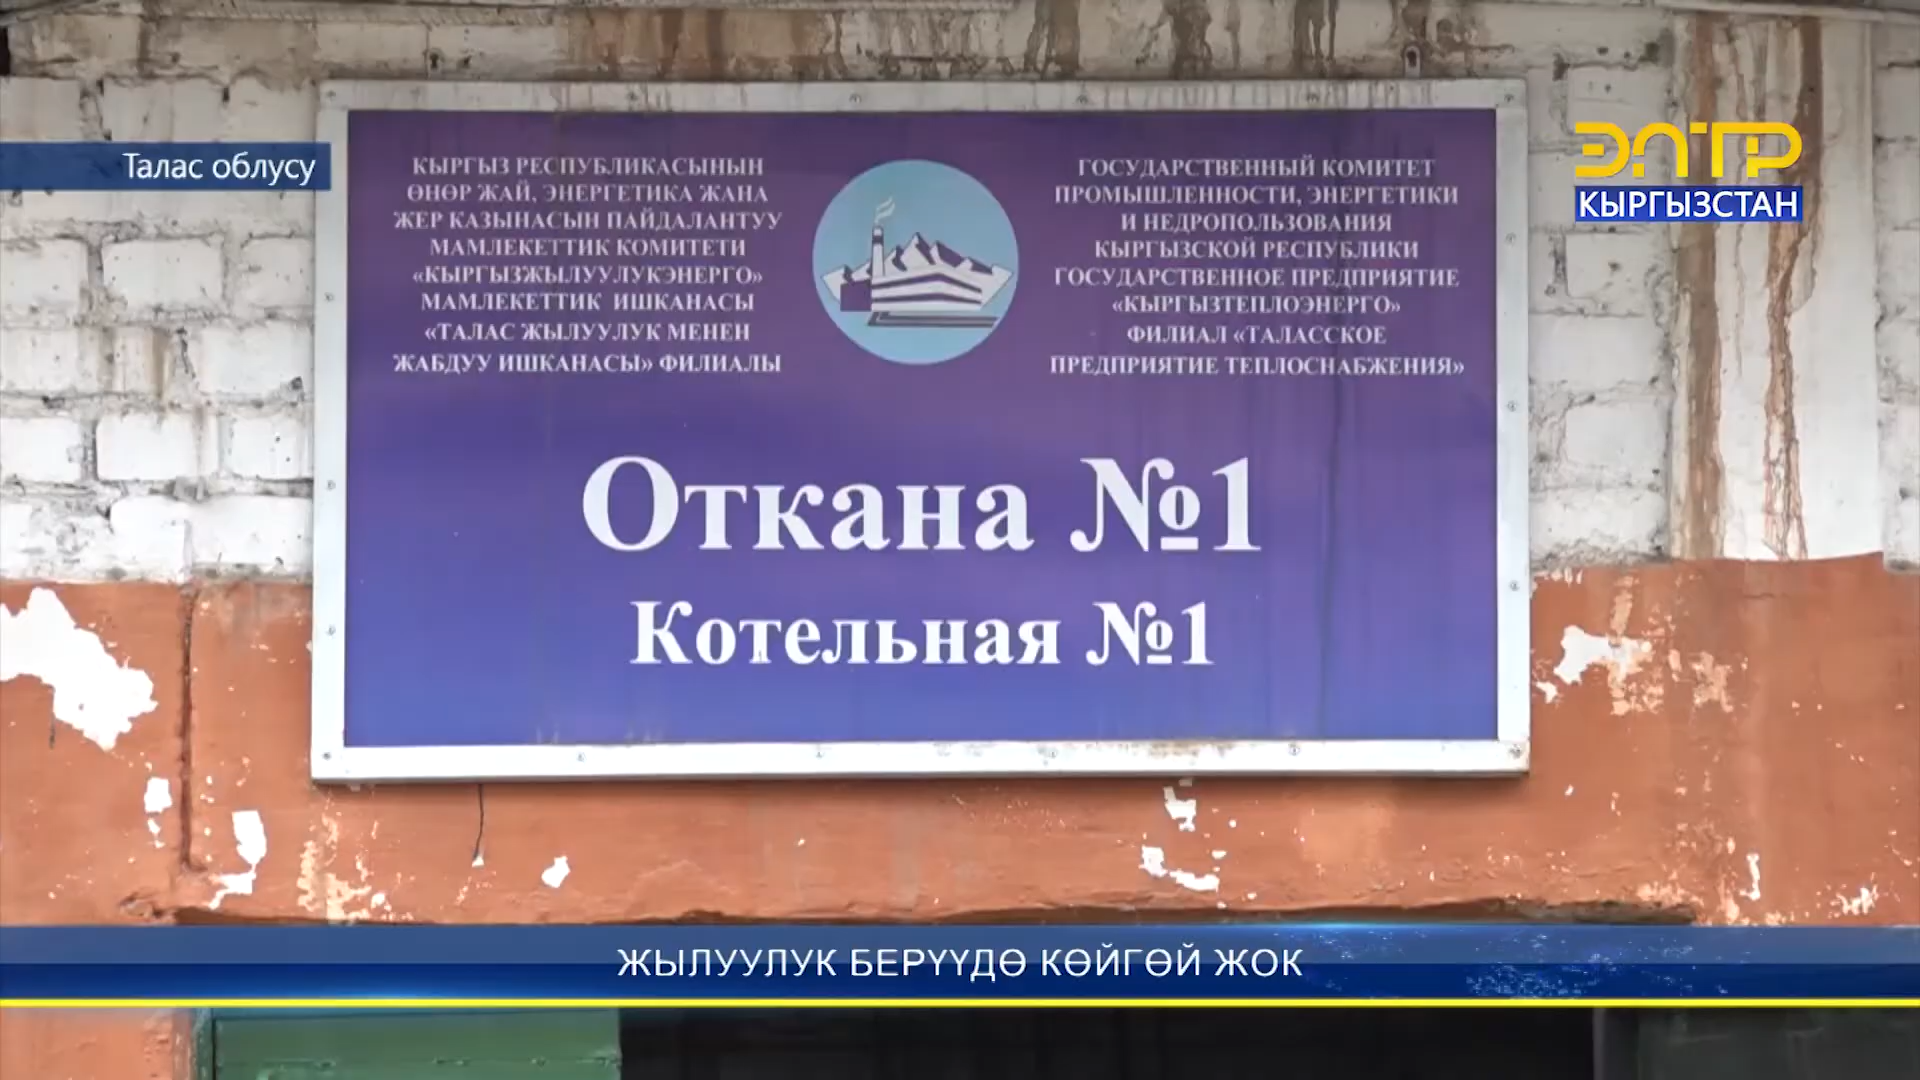 Талас облусу
КЫРГЫЗ РЕСПУБЛИКАСЫНЫН
ӨНӨР ЖАЙ, ЭНЕРГЕТИКА ЖАНА
ЖЕР КАЗЫНАСЫН ПАЙДАЛАНТУУ
МАМЛЕКЕТТИК КОМИТЕТИ
«КЫРГЫЗЖЫЛУУЛУКЭНЕРГО»
МАМЛЕКЕТТИК ИШКАНАСЫ
«ТАЛАС ЖЫЛУУЛУК МЕНЕН
ЖАБДУУ ИШКАНАСЫ» ФИЛИАЛЫ
ГОСУДАРСТВЕННЫЙ КОМИТЕТ
ПРОМЫШЛЕННОСТИ, ЭНЕРГЕТИКИ
И НЕДРОПОЛЬЗОВАНИЯ
КЫРГЫЗСКОЙ РЕСПУБЛИКИ
ГОСУДАРСТВЕННОЕ ПРЕДПРИЯТИЕ
«КЫРГЫЗТЕПЛОЭНЕРГО»
ФИЛИАЛ «ТАЛАССКОЕ
ПРЕДПРИЯТИЕ ТЕПЛОСНАБЖЕНИЯ»
ЭЛТР
КЫРГЫЗСТАН
Откана №1
Котельная №1
ЖЫЛУУЛУК БЕРҮҮДӨ КӨЙГӨЙ ЖОК